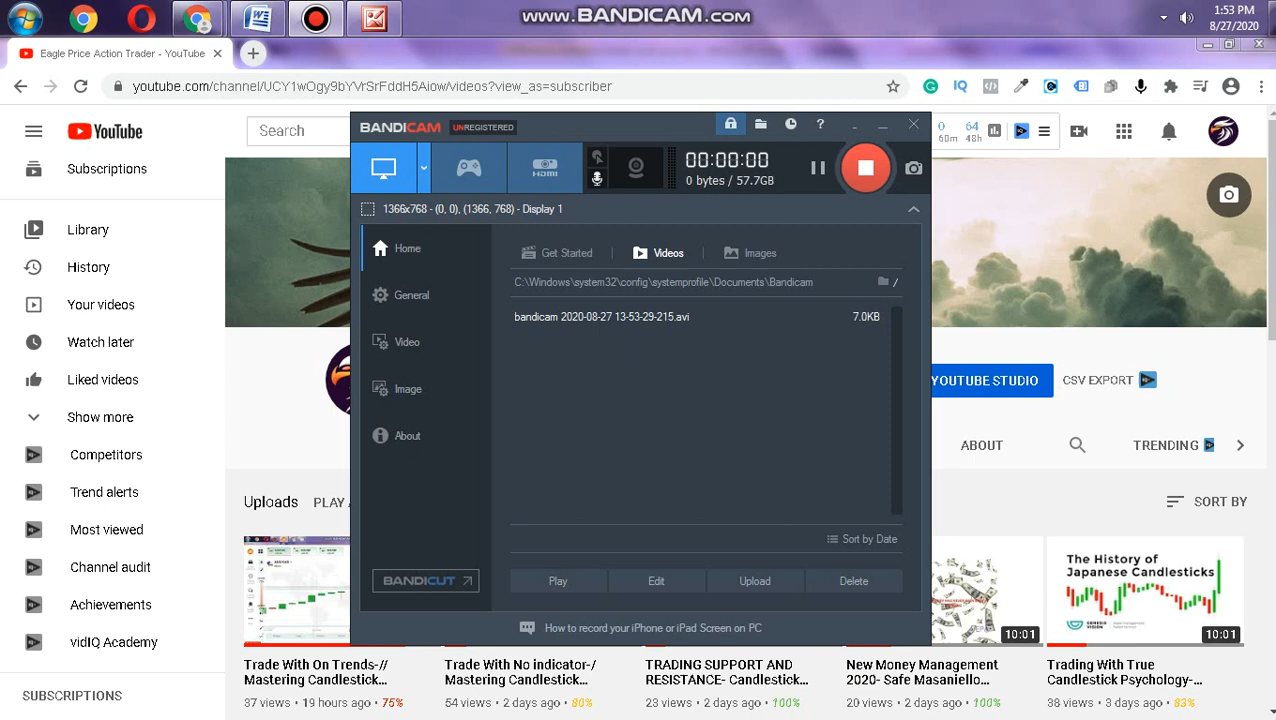 www.BANDICAM.com
1:53 PM
8/27/2020
Eagle Price Action Trader - YouTube
youtube.com/channel/UCY1wOgy9bYVrSrEddH5Aiow/videos?view_as=subscriber
YouTube
Search
0 64
60m 48h
Subscriptions
Library
History
Your videos
Watch later
Liked videos
Show more
Competitors
Trend alerts
Most viewed
Channel audit
Achievements
vidIQ Academy
SUBSCRIPTIONS
BANDICAM UNREGISTERED
HDMI
00:00:00
0 bytes / 57.7GB
1366x768 - (0, 0), (1366, 768) - Display 1
Home
General
Video
Image
About
BANDICUT
Get Started
Videos
Images
C:\Windows\system32\config\systemprofile\Documents\Bandicam
/
bandicam 2020-08-27 13-53-29-215.avi 7.0KB
Sort by Date
Play Edit Upload Delete
How to record your iPhone or iPad Screen on PC
YOUTUBE STUDIO
CSV EXPORT
ABOUT
TRENDING
Uploads PLAY
SORT BY
The History of
Japanese Candlesticks
GENESIS
VISION
10:01
10:01
Trade With On Trends-//
Mastering Candlestick...
37 views • 19 hours ago • 75%
Trade With No indicator-/
Mastering Candlestick...
54 views • 2 days ago • 80%
TRADING SUPPORT AND
RESISTANCE- Candlestick...
23 views • 2 days ago • 100%
New Money Management
2020- Safe Masaniello...
20 views • 2 days ago • 100%
Trading With True
Candlestick Psychology-...
38 views • 3 days ago • 83%